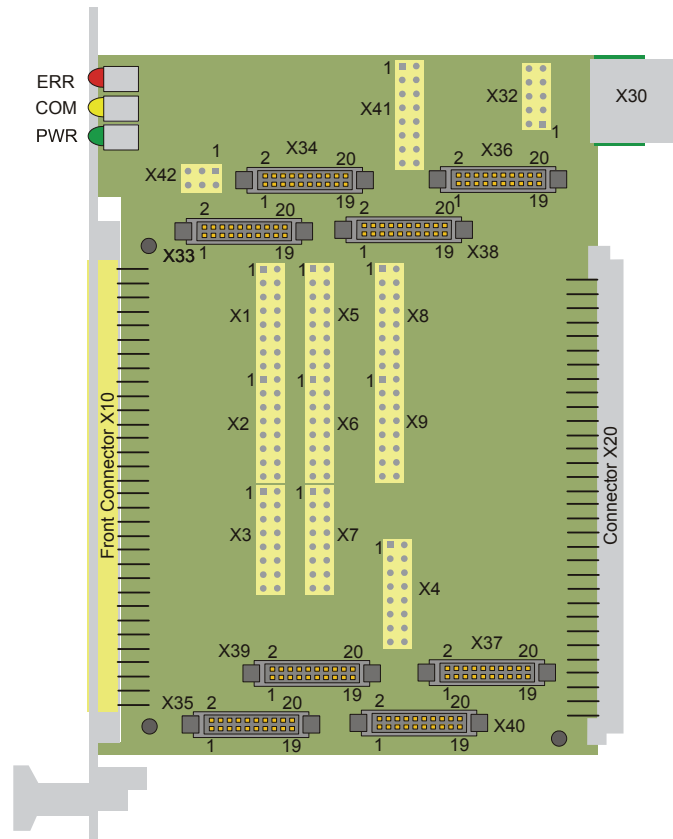 ERR
COM
PWR
1
X41
X32
1
X30
1
X42
2 X34 20
1 19
2 X36 20
1 19
2 20
X33 1 19
2 20
1 19 X38
1 1 1
X1 X5 X8
1 1 1
X2 X6 X9
1 1
X3 X7
1
X4
Front Connector X10
Connector X20
X39 2 20
1 19
2 X37 20
1 19
X35 2 20
1 19
2 20
X40
1 19